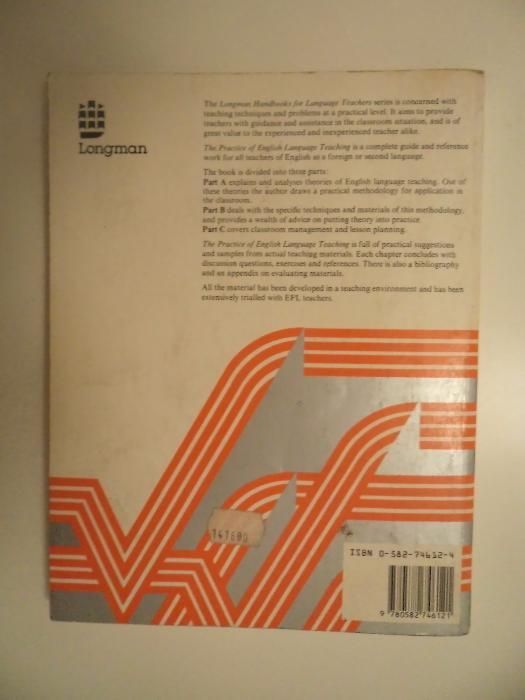 Longman
The Longman Handbooks for Language Teachers series is concerned with
teaching techniques and problems at a practical level. It aims to provide
teachers with guidance and assistance in the classroom situation, and is of
great value to the experienced and inexperienced teacher alike.
The Practice of English Language Teaching is a complete guide and reference
work for all teachers of English as a foreign or second language.
The book is divided into three parts:
Part A explains and analyses theories of English language teaching. Out of
these theories the author draws a practical methodology for application in
the classroom.
Part B deals with the specific techniques and materials of this methodology,
and provides a wealth of advice on putting theory into practice.
Part C covers classroom management and lesson planning.
The Practice of English Language Teaching is full of practical suggestions
and samples from actual teaching materials. Each chapter concludes with
discussion questions, exercises and references. There is also a bibliography
and an appendix on evaluating materials.
All the material has been developed in a teaching environment and has been
extensively trialled with EFL teachers.
ISBN 0-582-74612-4
9 780582 746121